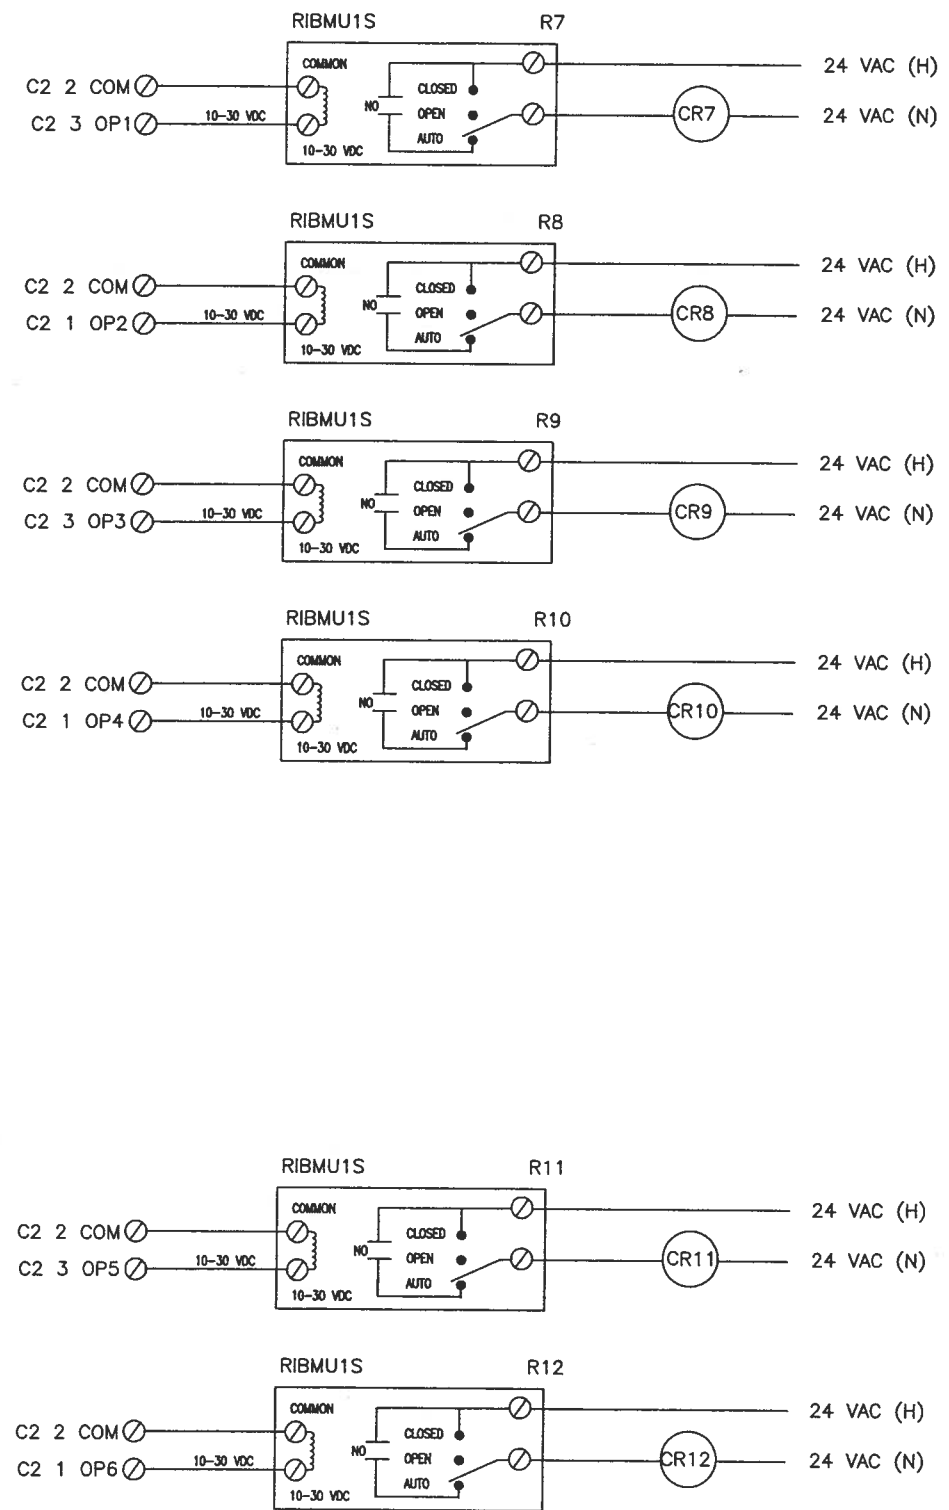 RIBMU1S R7
COMMON
C2 2 COM
CLOSED
24 VAC (H)
NO
OPEN
C2 3 OP1 10-30 VDC
CR7
24 VAC (N)
AUTO
10-30 VDC
RIBMU1S R8
COMMON
C2 2 COM
CLOSED
24 VAC (H)
NO
OPEN
C2 1 OP2 10-30 VDC
CR8
24 VAC (N)
AUTO
10-30 VDC
RIBMU1S R9
COMMON
C2 2 COM
CLOSED
24 VAC (H)
NO
OPEN
C2 3 OP3 10-30 VDC
CR9
24 VAC (N)
AUTO
10-30 VDC
RIBMU1S R10
COMMON
C2 2 COM
CLOSED
24 VAC (H)
NO
OPEN
C2 1 OP4 10-30 VDC
CR10
24 VAC (N)
AUTO
10-30 VDC
RIBMU1S R11
COMMON
C2 2 COM
CLOSED
24 VAC (H)
NO
OPEN
C2 3 OP5 10-30 VDC
CR11
24 VAC (N)
AUTO
10-30 VDC
RIBMU1S R12
COMMON
C2 2 COM
CLOSED
24 VAC (H)
NO
OPEN
C2 1 OP6 10-30 VDC
CR12
24 VAC (N)
AUTO
10-30 VDC